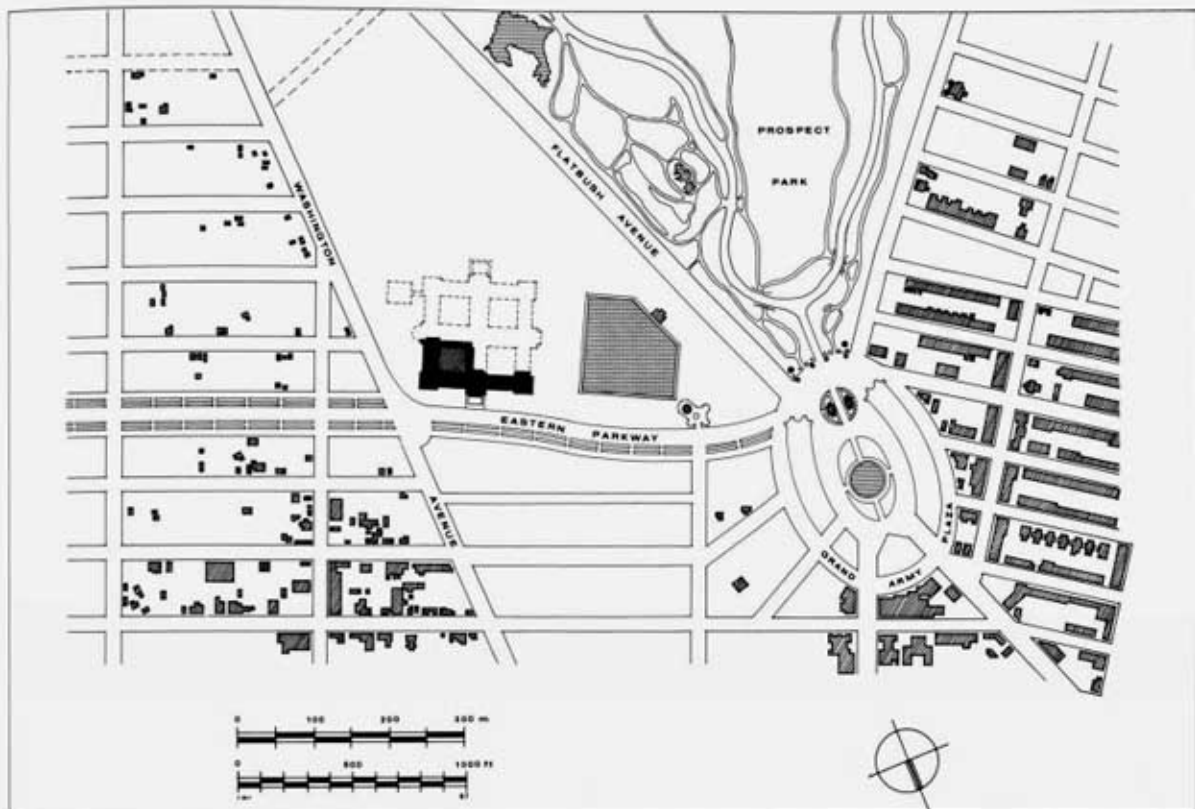 PROSPECT
PARK
FLATBUSH AVENUE
WASHINGTON
AVENUE
EASTERN PARKWAY
GRAND ARMY PLAZA
0 100 200 300 m
0 500 1000 ft